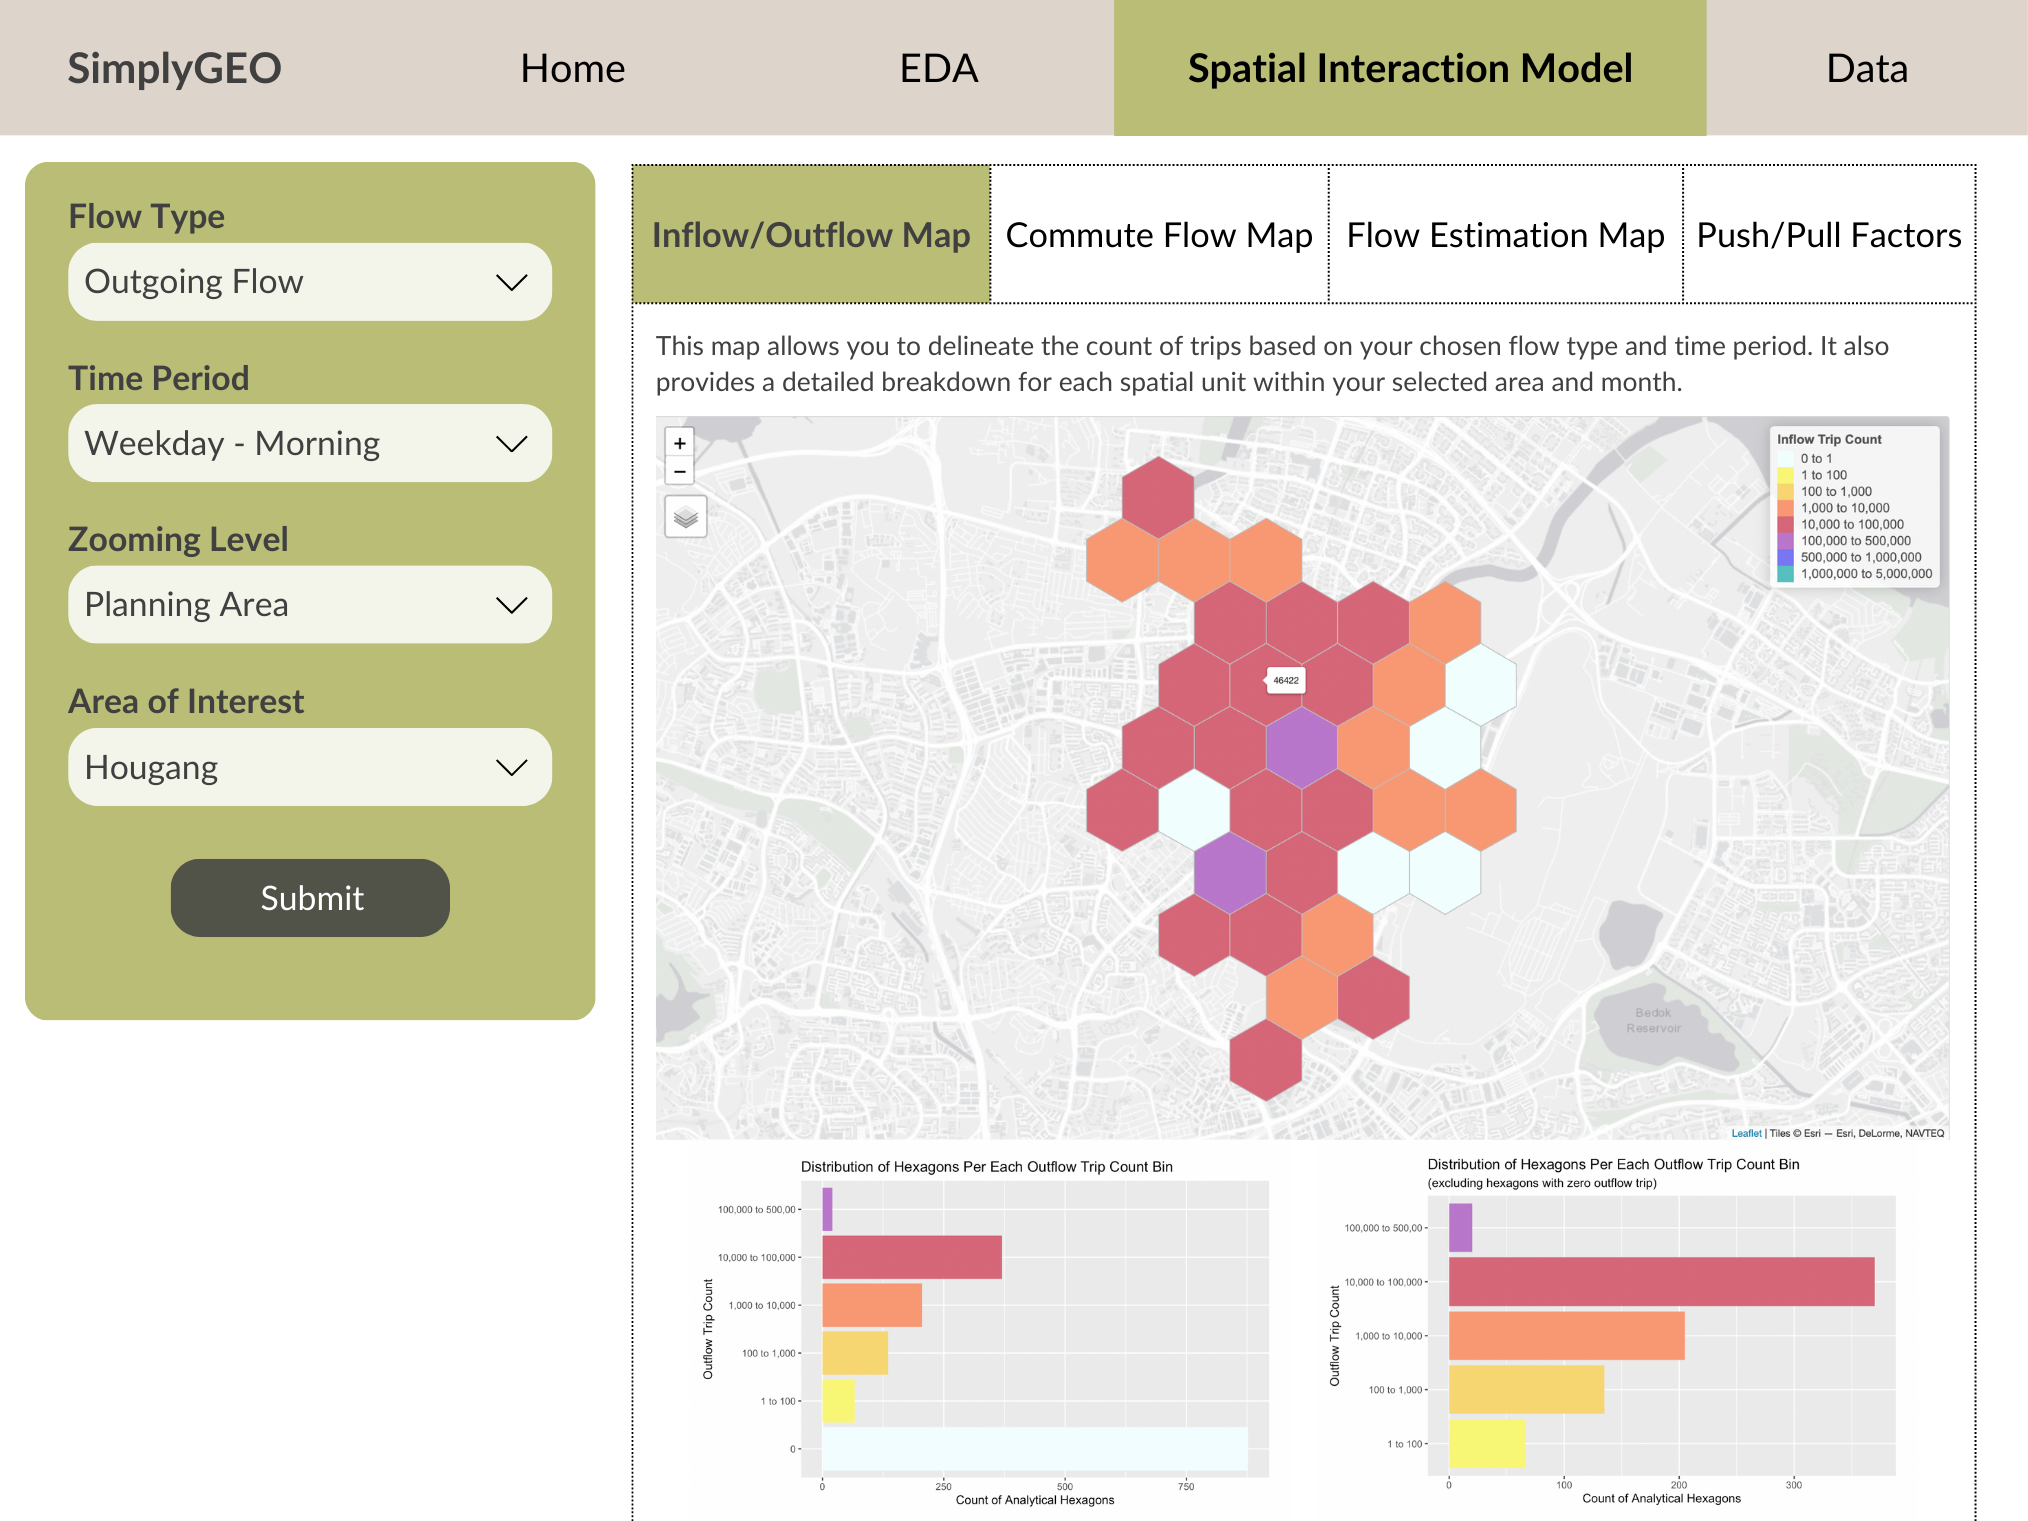 SimplyGEO
Home
EDA
Spatial Interaction Model
Data
Flow Type
Outgoing Flow
Time Period
Weekday - Morning
Zooming Level
Planning Area
Area of Interest
Hougang
Submit
Inflow/Outflow Map
Commute Flow Map
Flow Estimation Map
Push/Pull Factors
This map allows you to delineate the count of trips based on your chosen flow type and time period. It also
provides a detailed breakdown for each spatial unit within your selected area and month.
+
−
Inflow Trip Count
0 to 1
1 to 100
100 to 1,000
1,000 to 10,000
10,000 to 100,000
100,000 to 500,000
500,000 to 1,000,000
1,000,000 to 5,000,000
46422
Bedok
Reservoir
Leaflet | Tiles © Esri — Esri, DeLorme, NAVTEQ
Distribution of Hexagons Per Each Outflow Trip Count Bin
Outflow Trip Count
100,000 to 500,00
10,000 to 100,000
1,000 to 10,000
100 to 1,000
1 to 100
0
0
250
500
750
Count of Analytical Hexagons
Distribution of Hexagons Per Each Outflow Trip Count Bin
(excluding hexagons with zero outflow trip)
Outflow Trip Count
100,000 to 500,00
10,000 to 100,000
1,000 to 10,000
100 to 1,000
1 to 100
0
100
200
300
Count of Analytical Hexagons